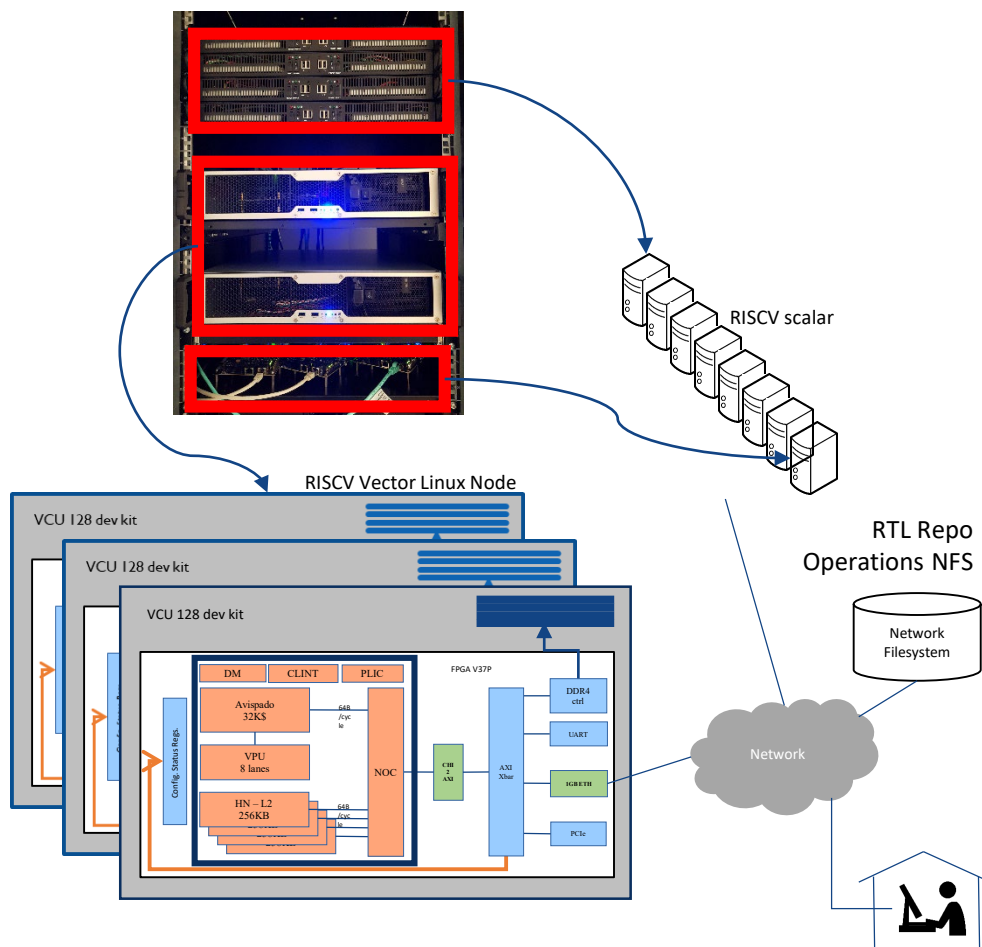 RISCV scalar
RISCV Vector Linux Node
VCU 128 dev kit
VCU 128 dev kit
VCU 128 dev kit
RTL Repo
Operations NFS
Network
Filesystem
Network
FPGA V37P
DM
CLINT
PLIC
Avispado
32K$
64B
/cyc
le
VPU
8 lanes
NOC
HN – L2
256KB
64B
/cyc
le
Config. Status Regs.
CHI
2
AXI
AXI
Xbar
DDR4
ctrl
UART
1GBETH
PCIe